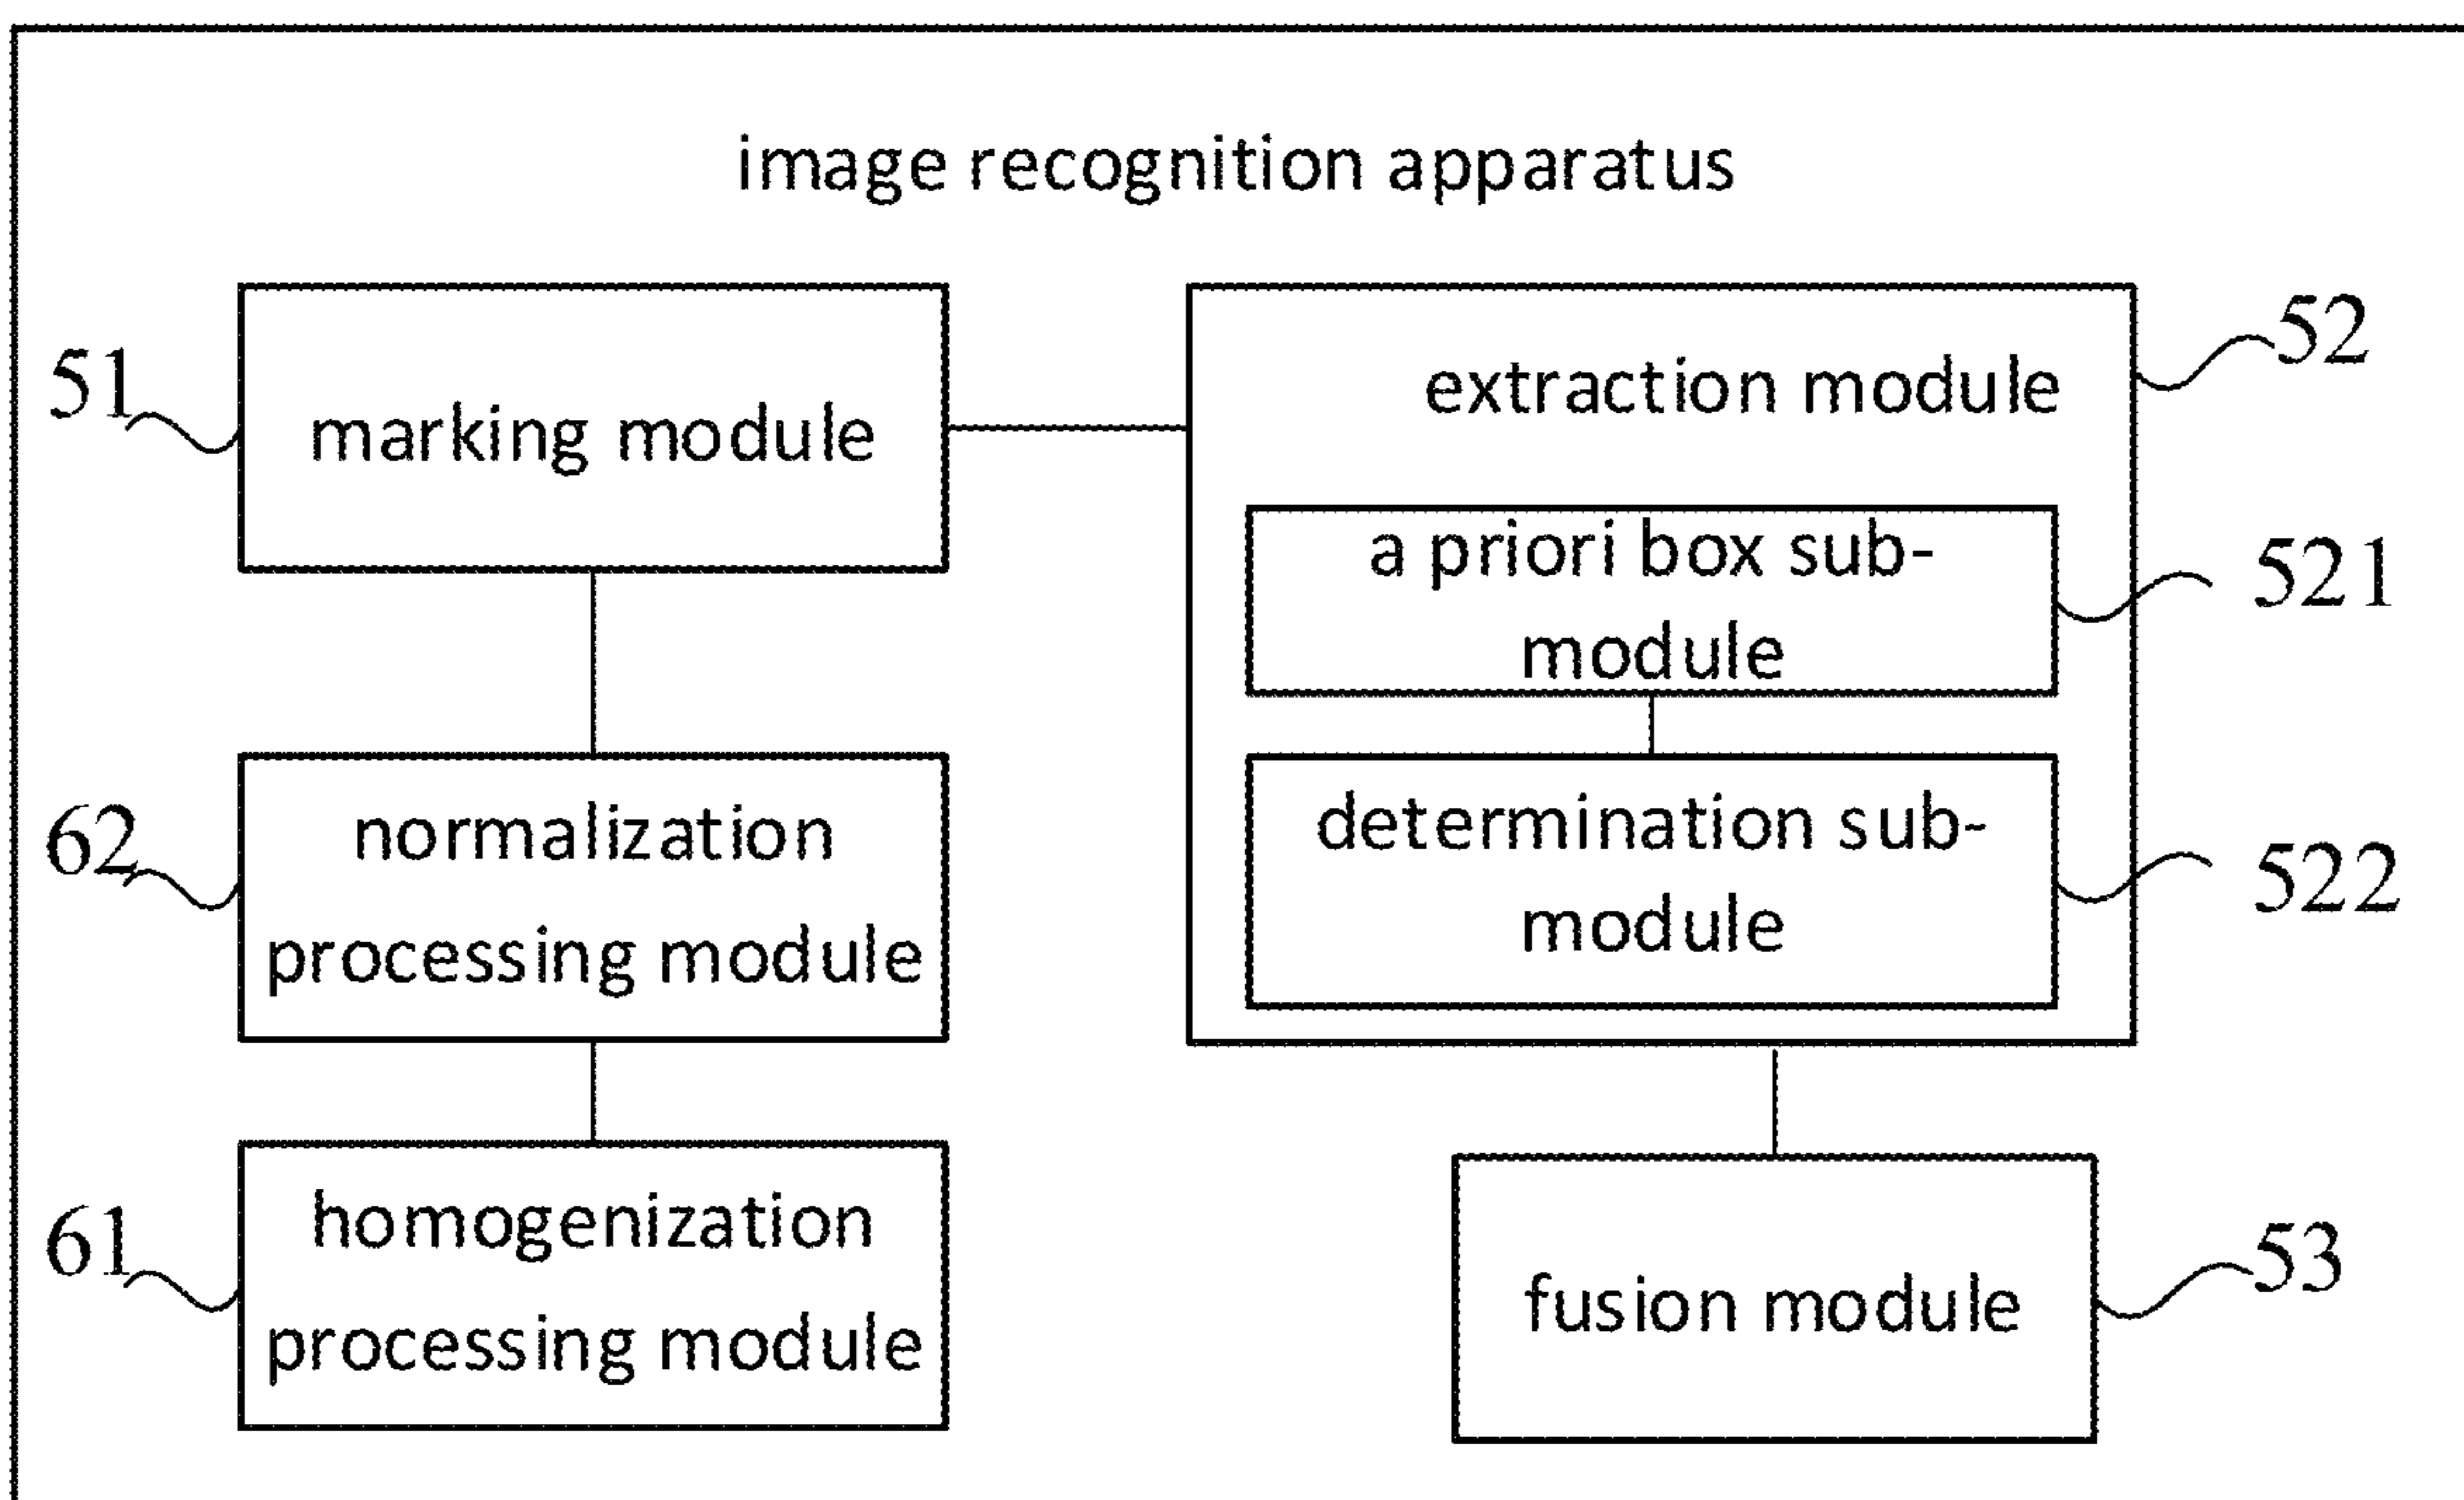 image recognition apparatus
51
marking module
extraction module
52
a priori box sub-
module
521
determination sub-
module
522
62
normalization
processing module
61
homogenization
processing module
fusion module
53